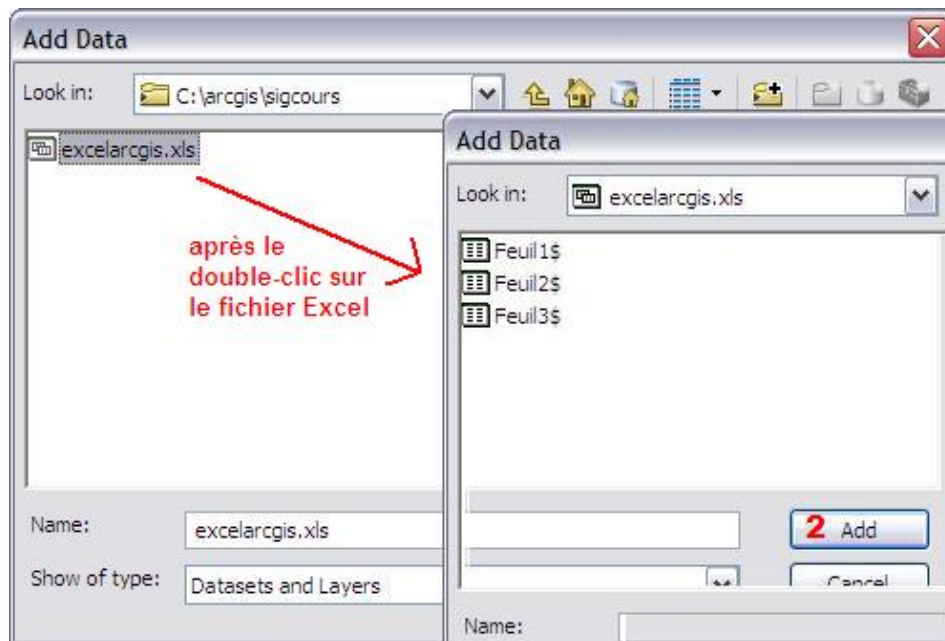 Add Data
Look in:
C:\arcgis\sigcours
excelarcgis.xls
après le
double-clic sur
le fichier Excel
Name:
excelarcgis.xls
Show of type:
Datasets and Layers
Add Data
Look in:
excelarcgis.xls
Feuil1$
Feuil2$
Feuil3$
2 Add
Cancel
Name: